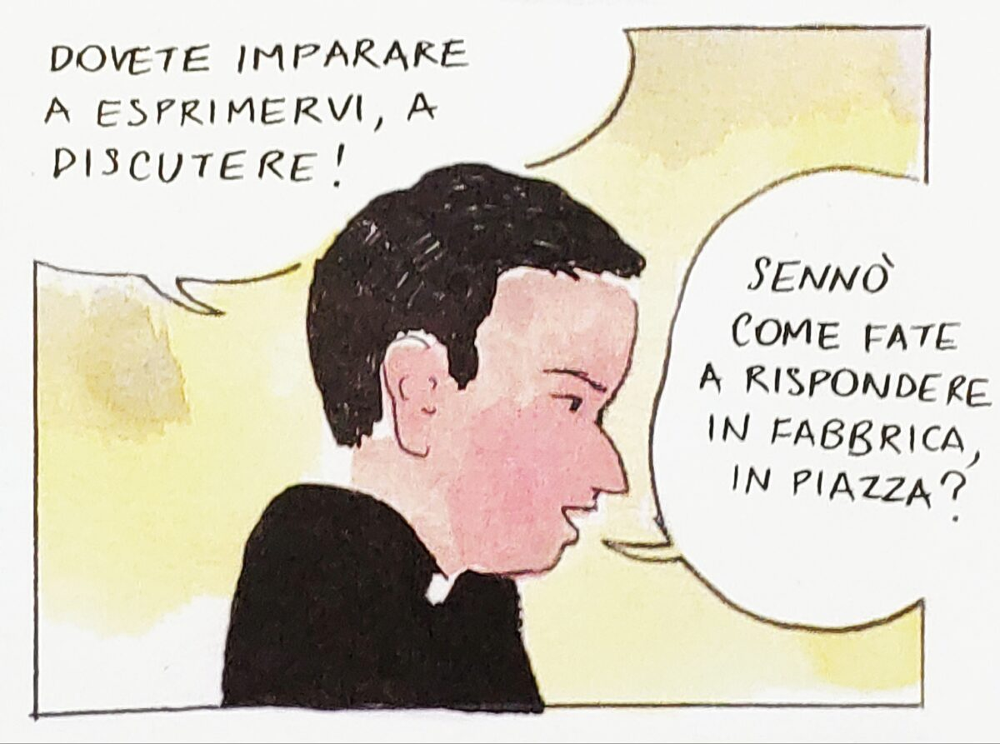 DOVETE IMPARARE
A ESPRIMERVI, A
DISCUTERE!
SENNÒ
COME FATE
A RISPONDERE
IN FABBRICA,
IN PIAZZA?